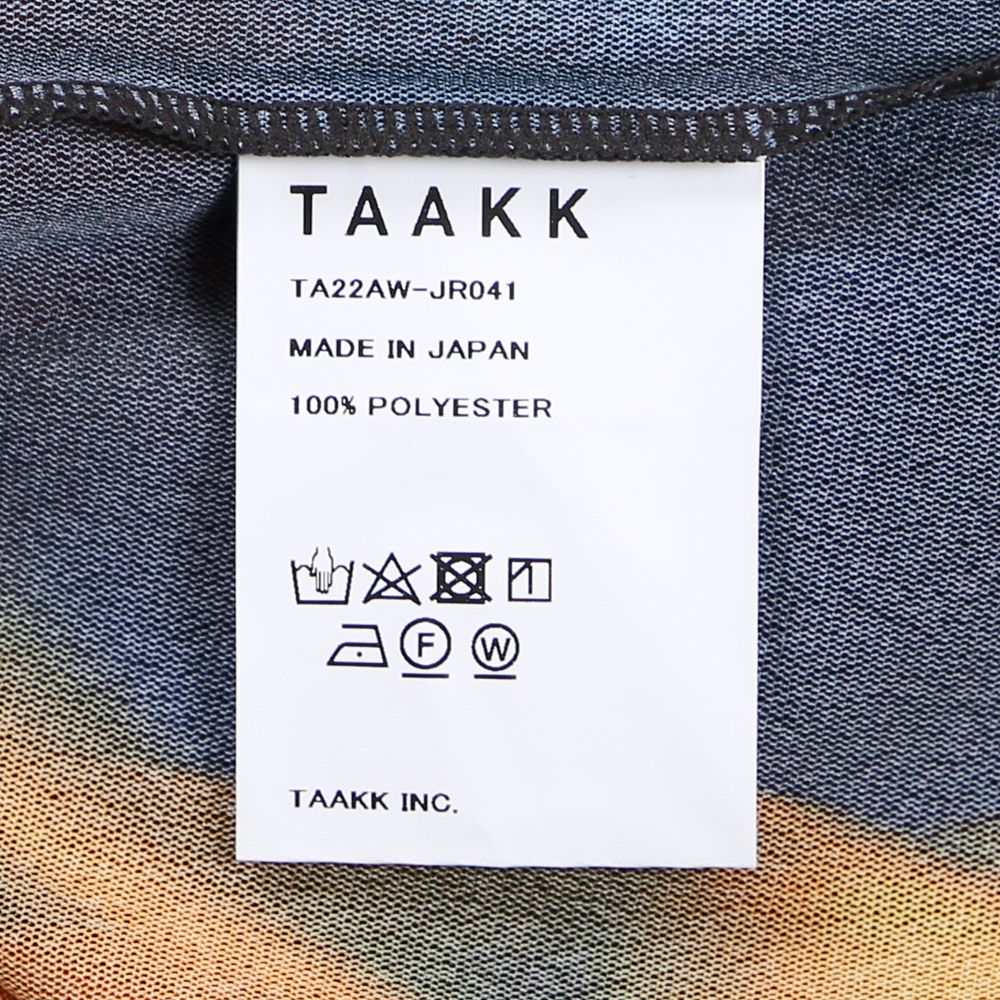 TAAKK
TA22AW-JR041
MADE IN JAPAN
100% POLYESTER
F W
TAAKK INC.